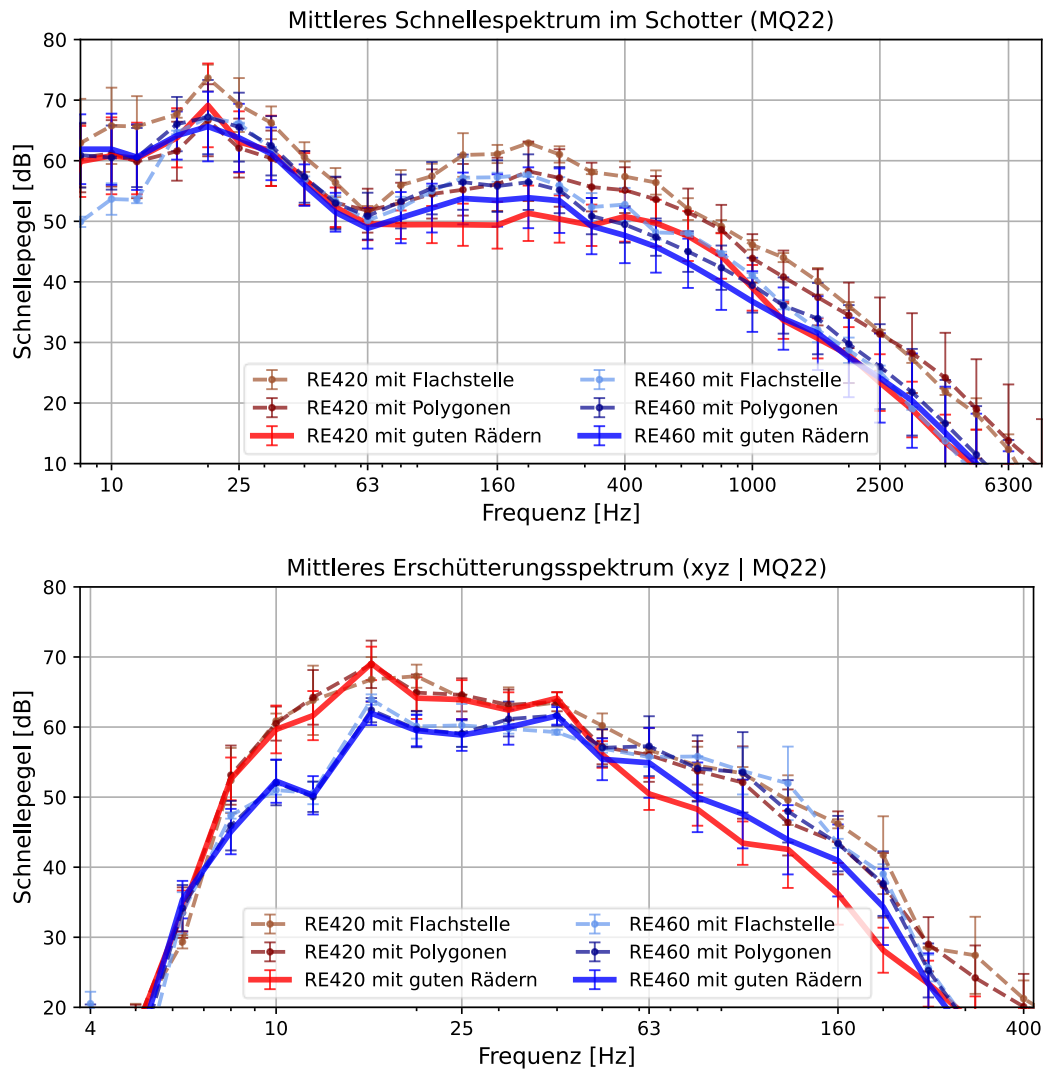 Mittleres Schnellespektrum im Schotter (MQ22)
80
70
60
50
40
30
20
10
Schnellepegel [dB]
RE420 mit Flachstelle
RE420 mit Polygonen
RE420 mit guten Rädern
RE460 mit Flachstelle
RE460 mit Polygonen
RE460 mit guten Rädern
10 25 63 160 400 1000 2500 6300
Frequenz [Hz]
Mittleres Erschütterungsspektrum (xyz | MQ22)
80
70
60
50
40
30
20
Schnellepegel [dB]
RE420 mit Flachstelle
RE420 mit Polygonen
RE420 mit guten Rädern
RE460 mit Flachstelle
RE460 mit Polygonen
RE460 mit guten Rädern
4 10 25 63 160 400
Frequenz [Hz]